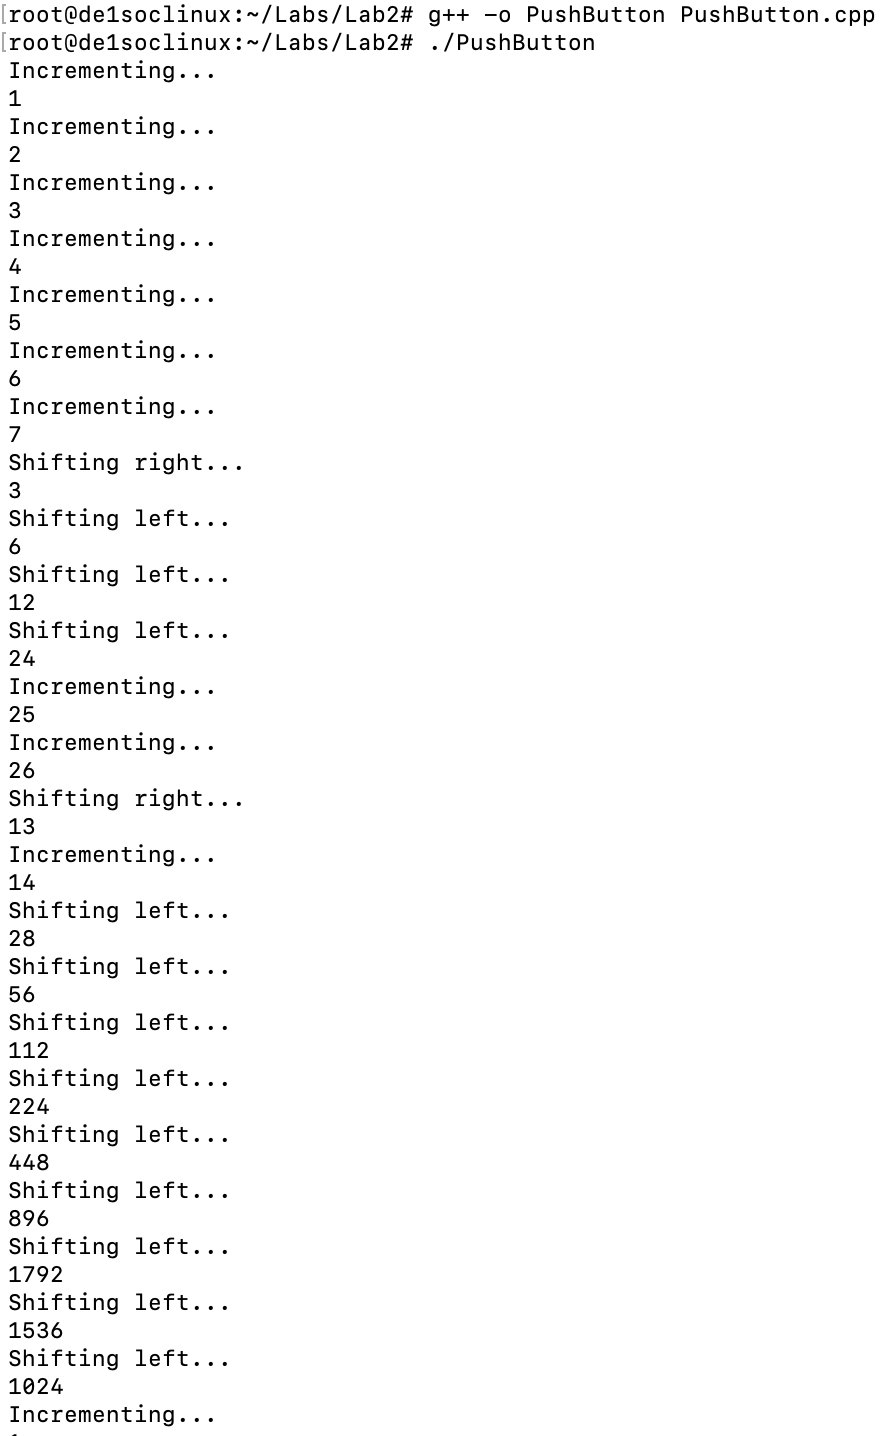 [root@de1soclinux:~/Labs/Lab2# g++ -o PushButton PushButton.cpp
[root@de1soclinux:~/Labs/Lab2# ./PushButton
Incrementing...
1
Incrementing...
2
Incrementing...
3
Incrementing...
4
Incrementing...
5
Incrementing...
6
Incrementing...
7
Shifting right...
3
Shifting left...
6
Shifting left...
12
Shifting left...
24
Incrementing...
25
Incrementing...
26
Shifting right...
13
Incrementing...
14
Shifting left...
28
Shifting left...
56
Shifting left...
112
Shifting left...
224
Shifting left...
448
Shifting left...
896
Shifting left...
1792
Shifting left...
1536
Shifting left...
1024
Incrementing...